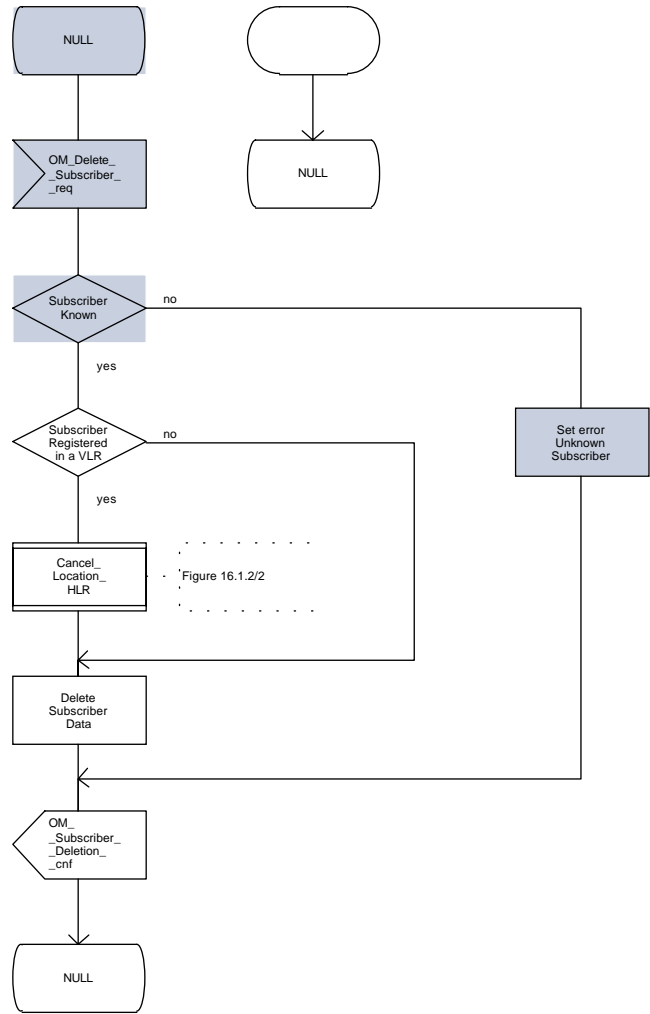 NULL
OM_Delete_
_Subscriber_
_req
NULL
Subscriber
Known
no
yes
Subscriber
Registered
in a VLR
no
Set error
Unknown
Subscriber
yes
Cancel_
Location_
HLR
Figure 16.1.2/2
Delete
Subscriber
Data
OM_
_Subscriber_
_Deletion_
_cnf
NULL